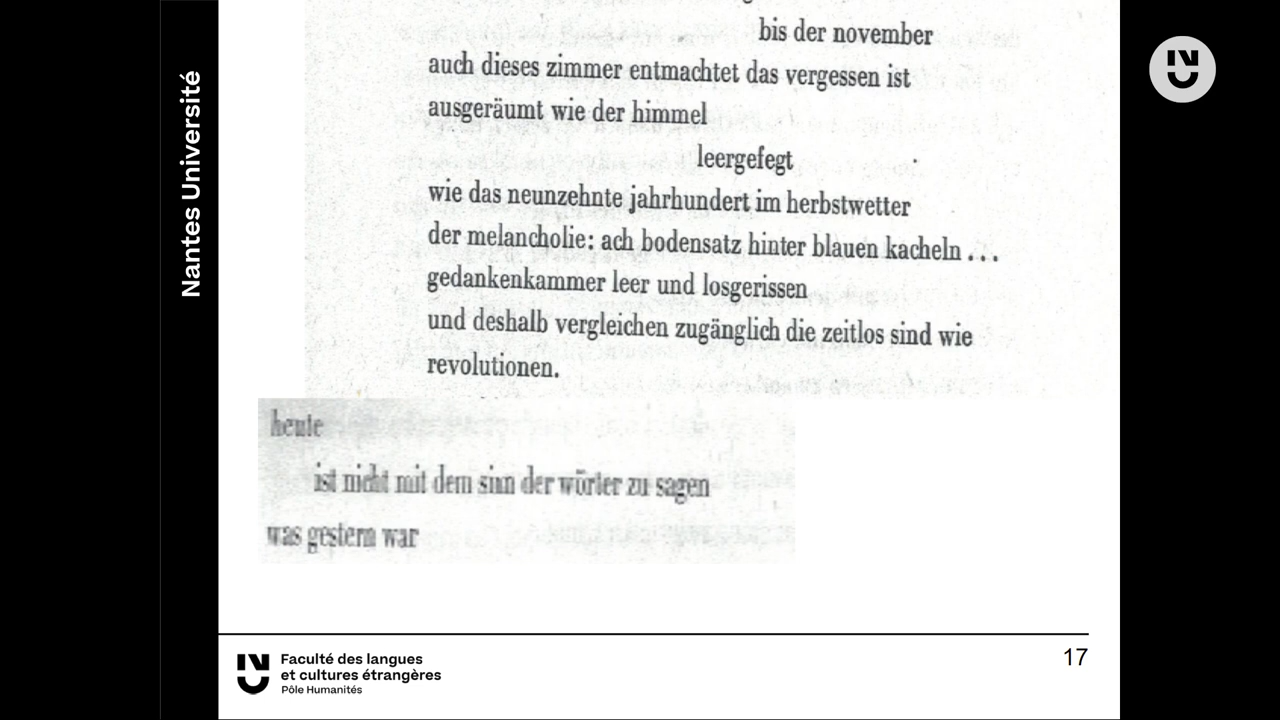 bis der november
auch dieses zimmer entmachtet das vergessen ist
ausgeräumt wie der himmel
leergefegt
wie das neunzehnte jahrhundert im herbstwetter
der melancholie: ach bodensatz hinter blauen kacheln ...
gedankenkammer leer und losgerissen
und deshalb vergleichen zugänglich die zeitlos sind wie
revolutionen.
heute
ist nicht mit dem sinn der wörter zu sagen
was gestern war
Nantes Université
Faculté des langues
et cultures étrangères
Pôle Humanités
17